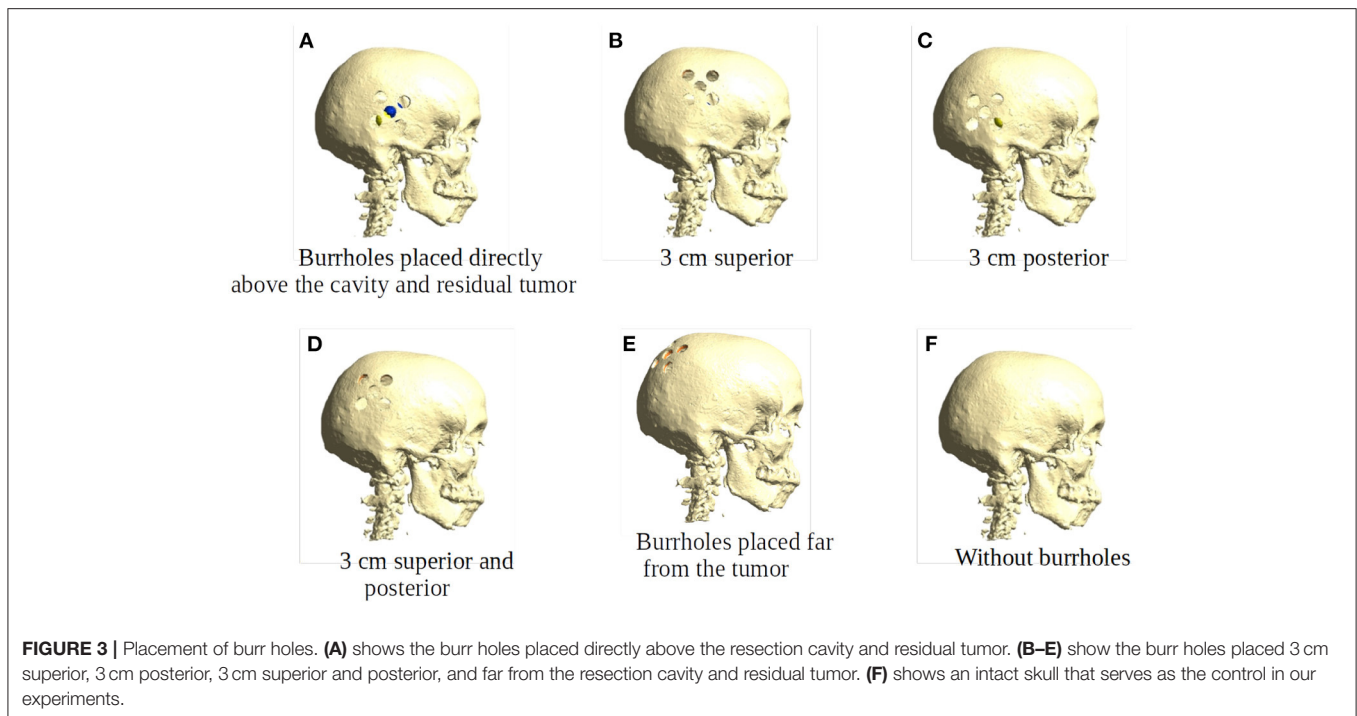 A
B
C
Burrholes placed directly
above the cavity and residual tumor
3 cm superior
3 cm posterior
D
E
F
3 cm superior and
posterior
Burrholes placed far
from the tumor
Without burrholes
FIGURE 3 | Placement of burr holes. (A) shows the burr holes placed directly above the resection cavity and residual tumor. (B–E) show the burr holes placed 3 cm
superior, 3 cm posterior, 3 cm superior and posterior, and far from the resection cavity and residual tumor. (F) shows an intact skull that serves as the control in our
experiments.